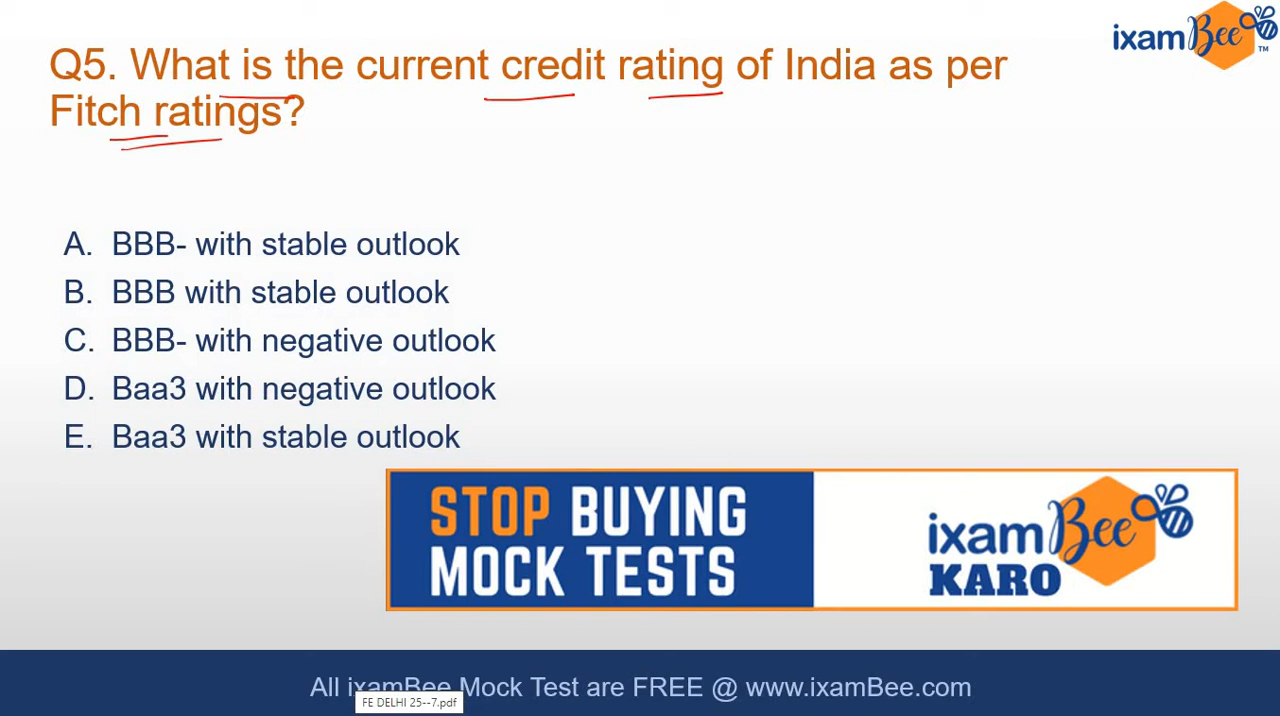 ixamBee™
Q5. What is the current credit rating of India as per
Fitch ratings?
A. BBB- with stable outlook
B. BBB with stable outlook
C. BBB- with negative outlook
D. Baa3 with negative outlook
E. Baa3 with stable outlook
STOP BUYING
MOCK TESTS
ixamBee
KARO
All ixamBee Mock Test are FREE @ www.ixamBee.com
FE DELHI 25--7.pdf